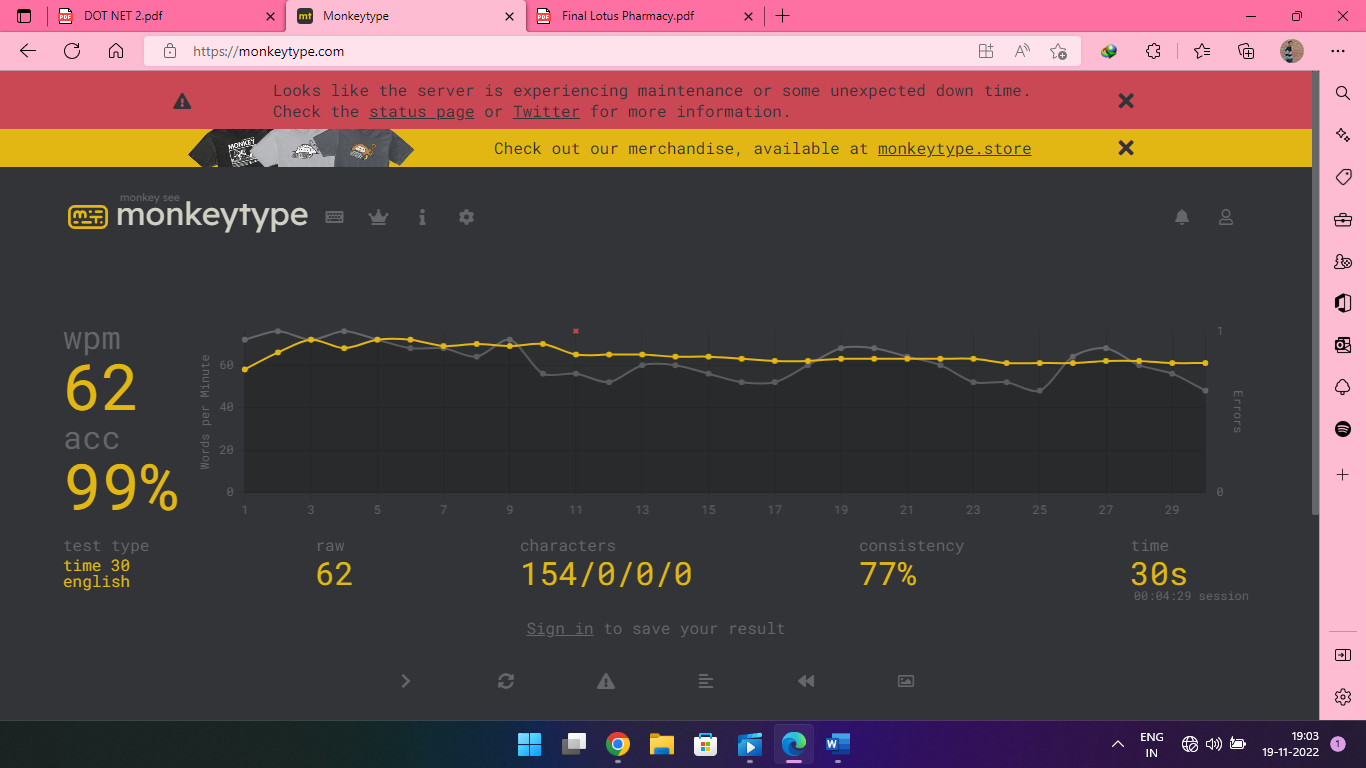 DOT NET 2.pdf
Monkeytype
Final Lotus Pharmacy.pdf
https://monkeytype.com
Looks like the server is experiencing maintenance or some unexpected down time.
Check the status page or Twitter for more information.
MONKEY
Check out our merchandise, available at monkeytype.store
monkey see
monkeytype
wpm
62
acc
99%
Words per Minute
60
40
20
0
1
0
Errors
1 3 5 7 9 11 13 15 17 19 21 23 25 27 29
test type
time 30
english
raw
62
characters
154/0/0/0
consistency
77%
time
30s
00:04:29 session
Sign in to save your result
ENG
IN
19:03
19-11-2022
1